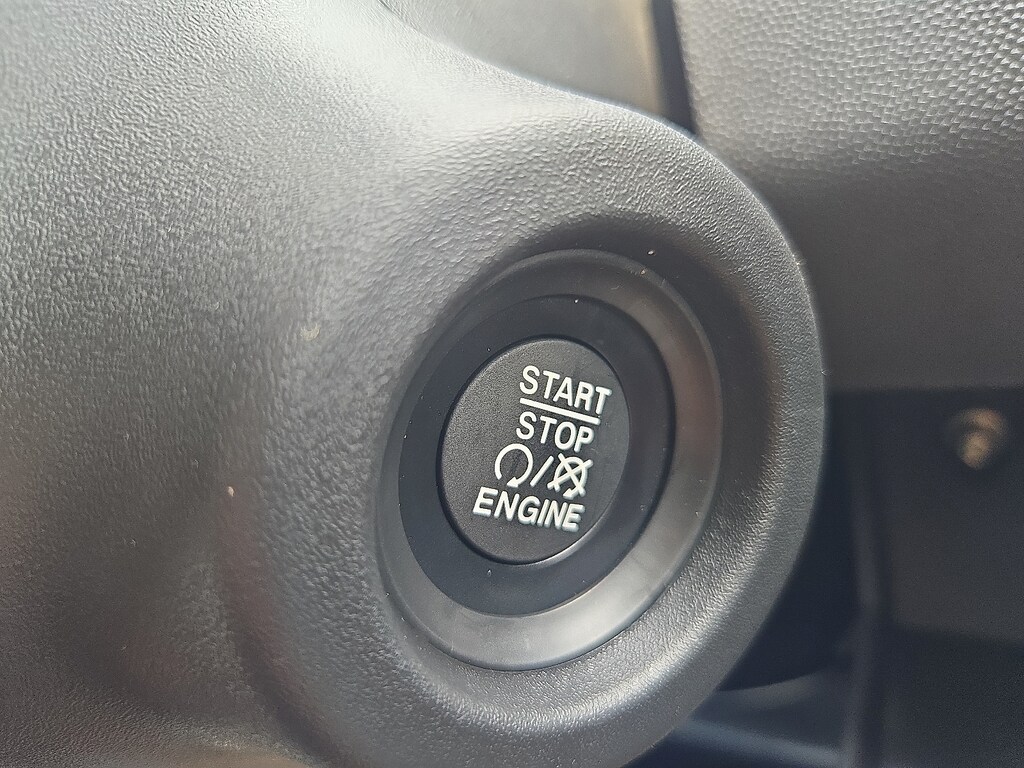 START
STOP
/
ENGINE